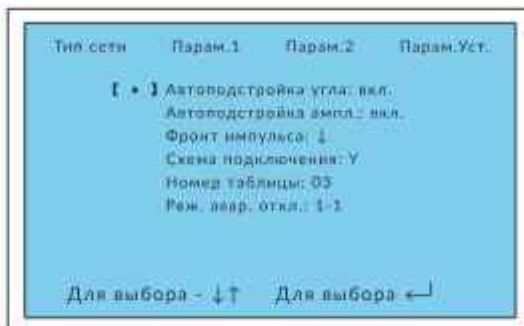 Тип сети Парам.1 Парам.2 Парам.Уст.
[ • ] Автоподстройка угла: вкл.
Автоподстройка ампл.: вкл.
Фронт импульса: ↓
Схема подключения: Y
Номер таблицы: 03
Реж. авар. откл.: 1-1
Для выбора - ↓↑ Для выбора ↵